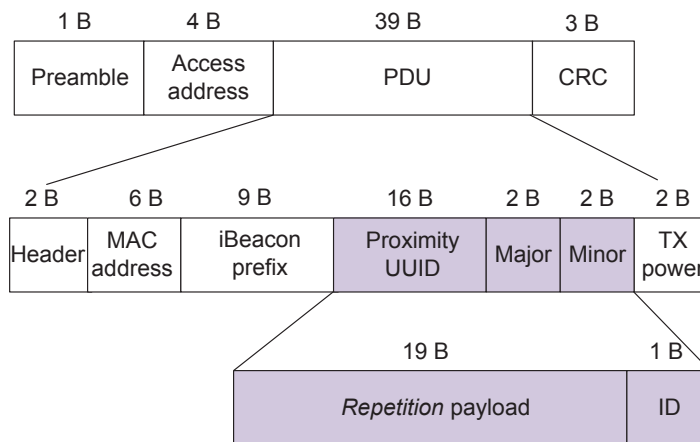 1 B 4 B 39 B 3 B
Preamble Access address PDU CRC
2 B 6 B 9 B 16 B 2 B 2 B 2 B
Header MAC address iBeacon prefix Proximity UUID Major Minor TX power
19 B 1 B
Repetition payload ID